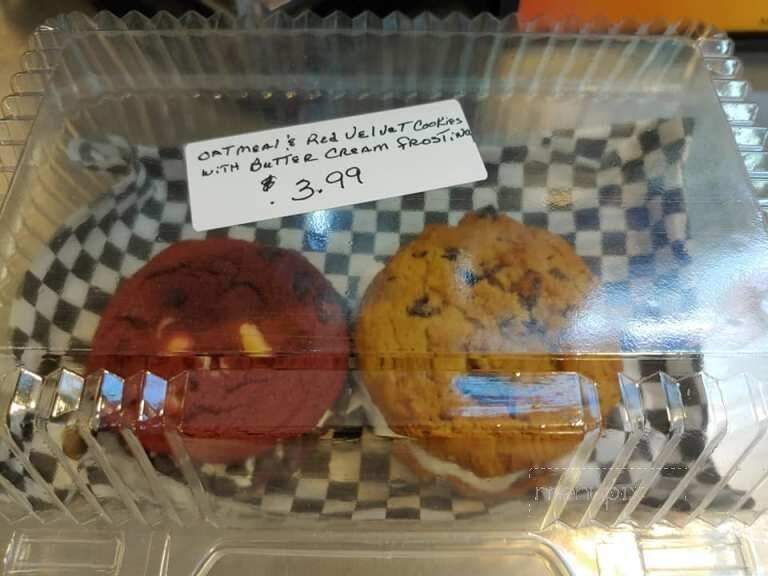 OATMEAL & Red VELVET COOKIES
WITH BUTTER CREAM FROSTING
$ 3.99